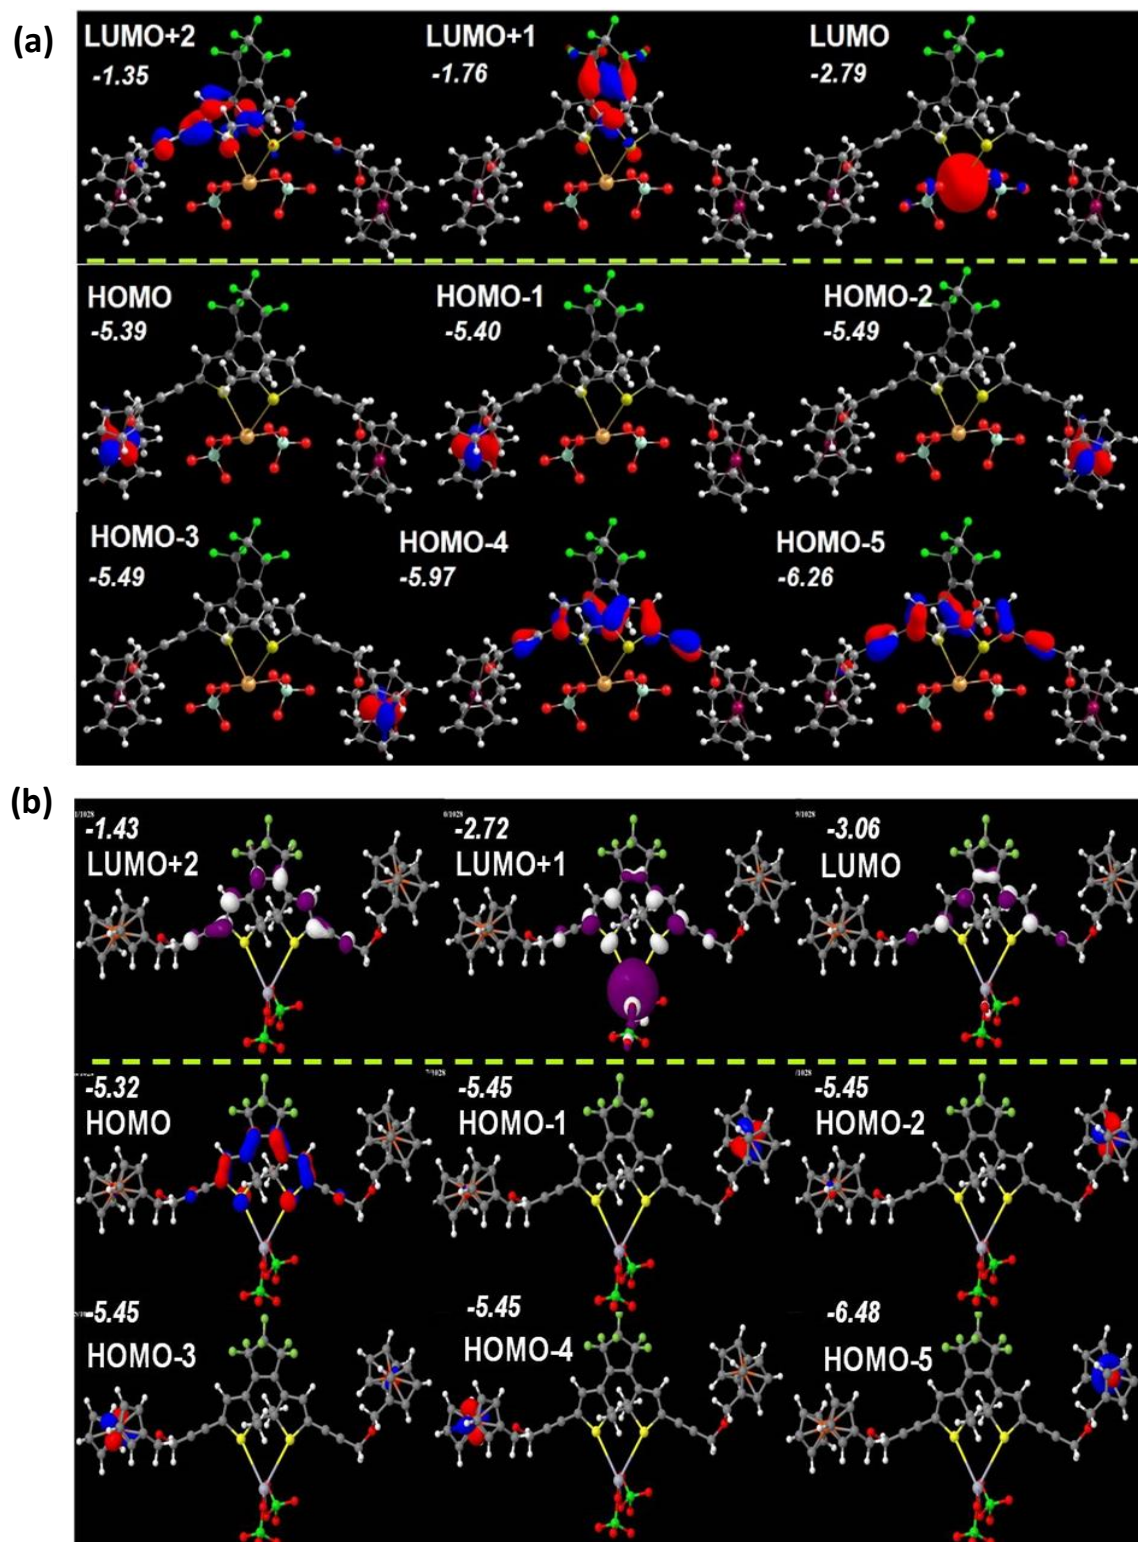 (a)
LUMO+2 LUMO+1 LUMO
-1.35 -1.76 -2.79
HOMO HOMO-1 HOMO-2
-5.39 -5.40 -5.49
HOMO-3 HOMO-4 HOMO-5
-5.49 -5.97 -6.26
(b)
-1.43 -2.72 -3.06
LUMO+2 LUMO+1 LUMO
-5.32 -5.45 -5.45
HOMO HOMO-1 HOMO-2
-5.45 -5.45 -6.48
HOMO-3 HOMO-4 HOMO-5